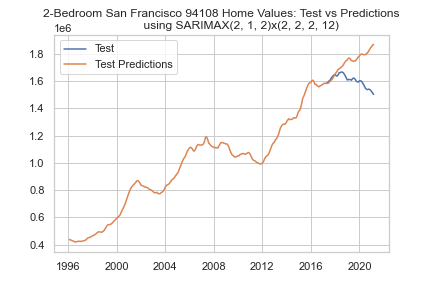 2-Bedroom San Francisco 94108 Home Values: Test vs Predictions
using SARIMAX(2, 1, 2)x(2, 2, 2, 12)
1e6
Test
Test Predictions
1.8
1.6
1.4
1.2
1.0
0.8
0.6
0.4
1996 2000 2004 2008 2012 2016 2020